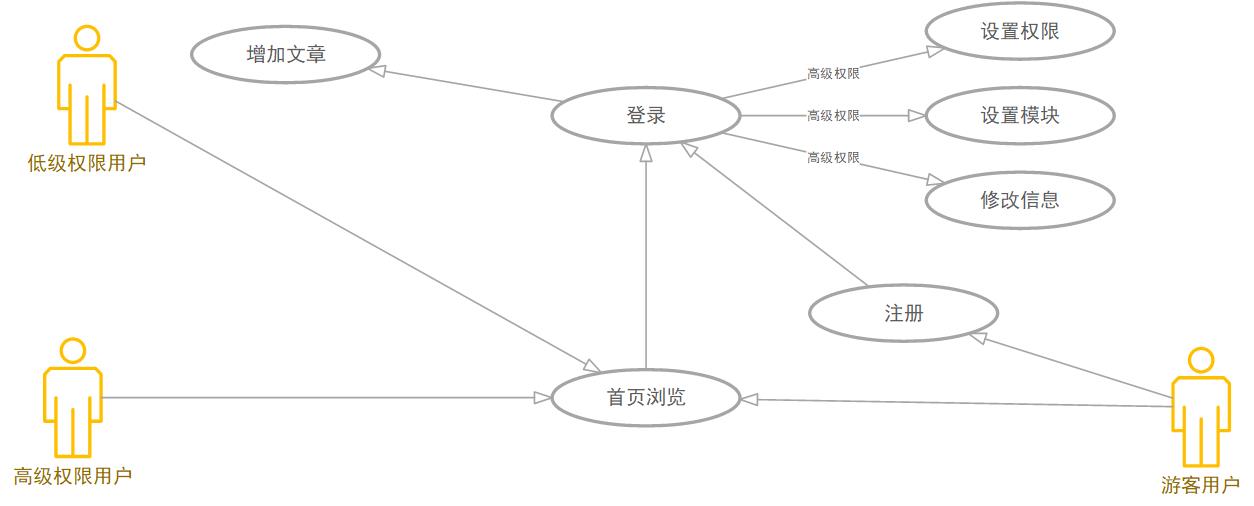 设置权限
增加文章
高级权限
登录
高级权限
设置模块
高级权限
低级权限用户
修改信息
注册
首页浏览
高级权限用户
游客用户